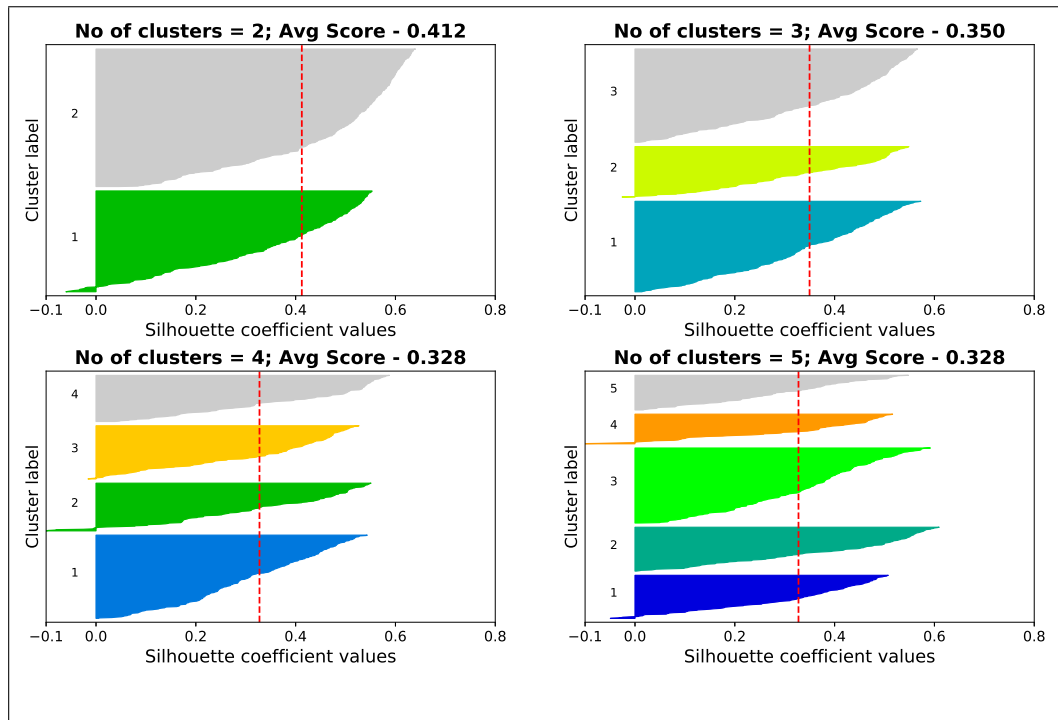 No of clusters = 2; Avg Score - 0.412
Cluster label
2
1
−0.1 0.0 0.2 0.4 0.6 0.8
Silhouette coefficient values
No of clusters = 3; Avg Score - 0.350
Cluster label
3
2
1
−0.1 0.0 0.2 0.4 0.6 0.8
Silhouette coefficient values
No of clusters = 4; Avg Score - 0.328
Cluster label
4
3
2
1
−0.1 0.0 0.2 0.4 0.6 0.8
Silhouette coefficient values
No of clusters = 5; Avg Score - 0.328
Cluster label
5
4
3
2
1
−0.1 0.0 0.2 0.4 0.6 0.8
Silhouette coefficient values